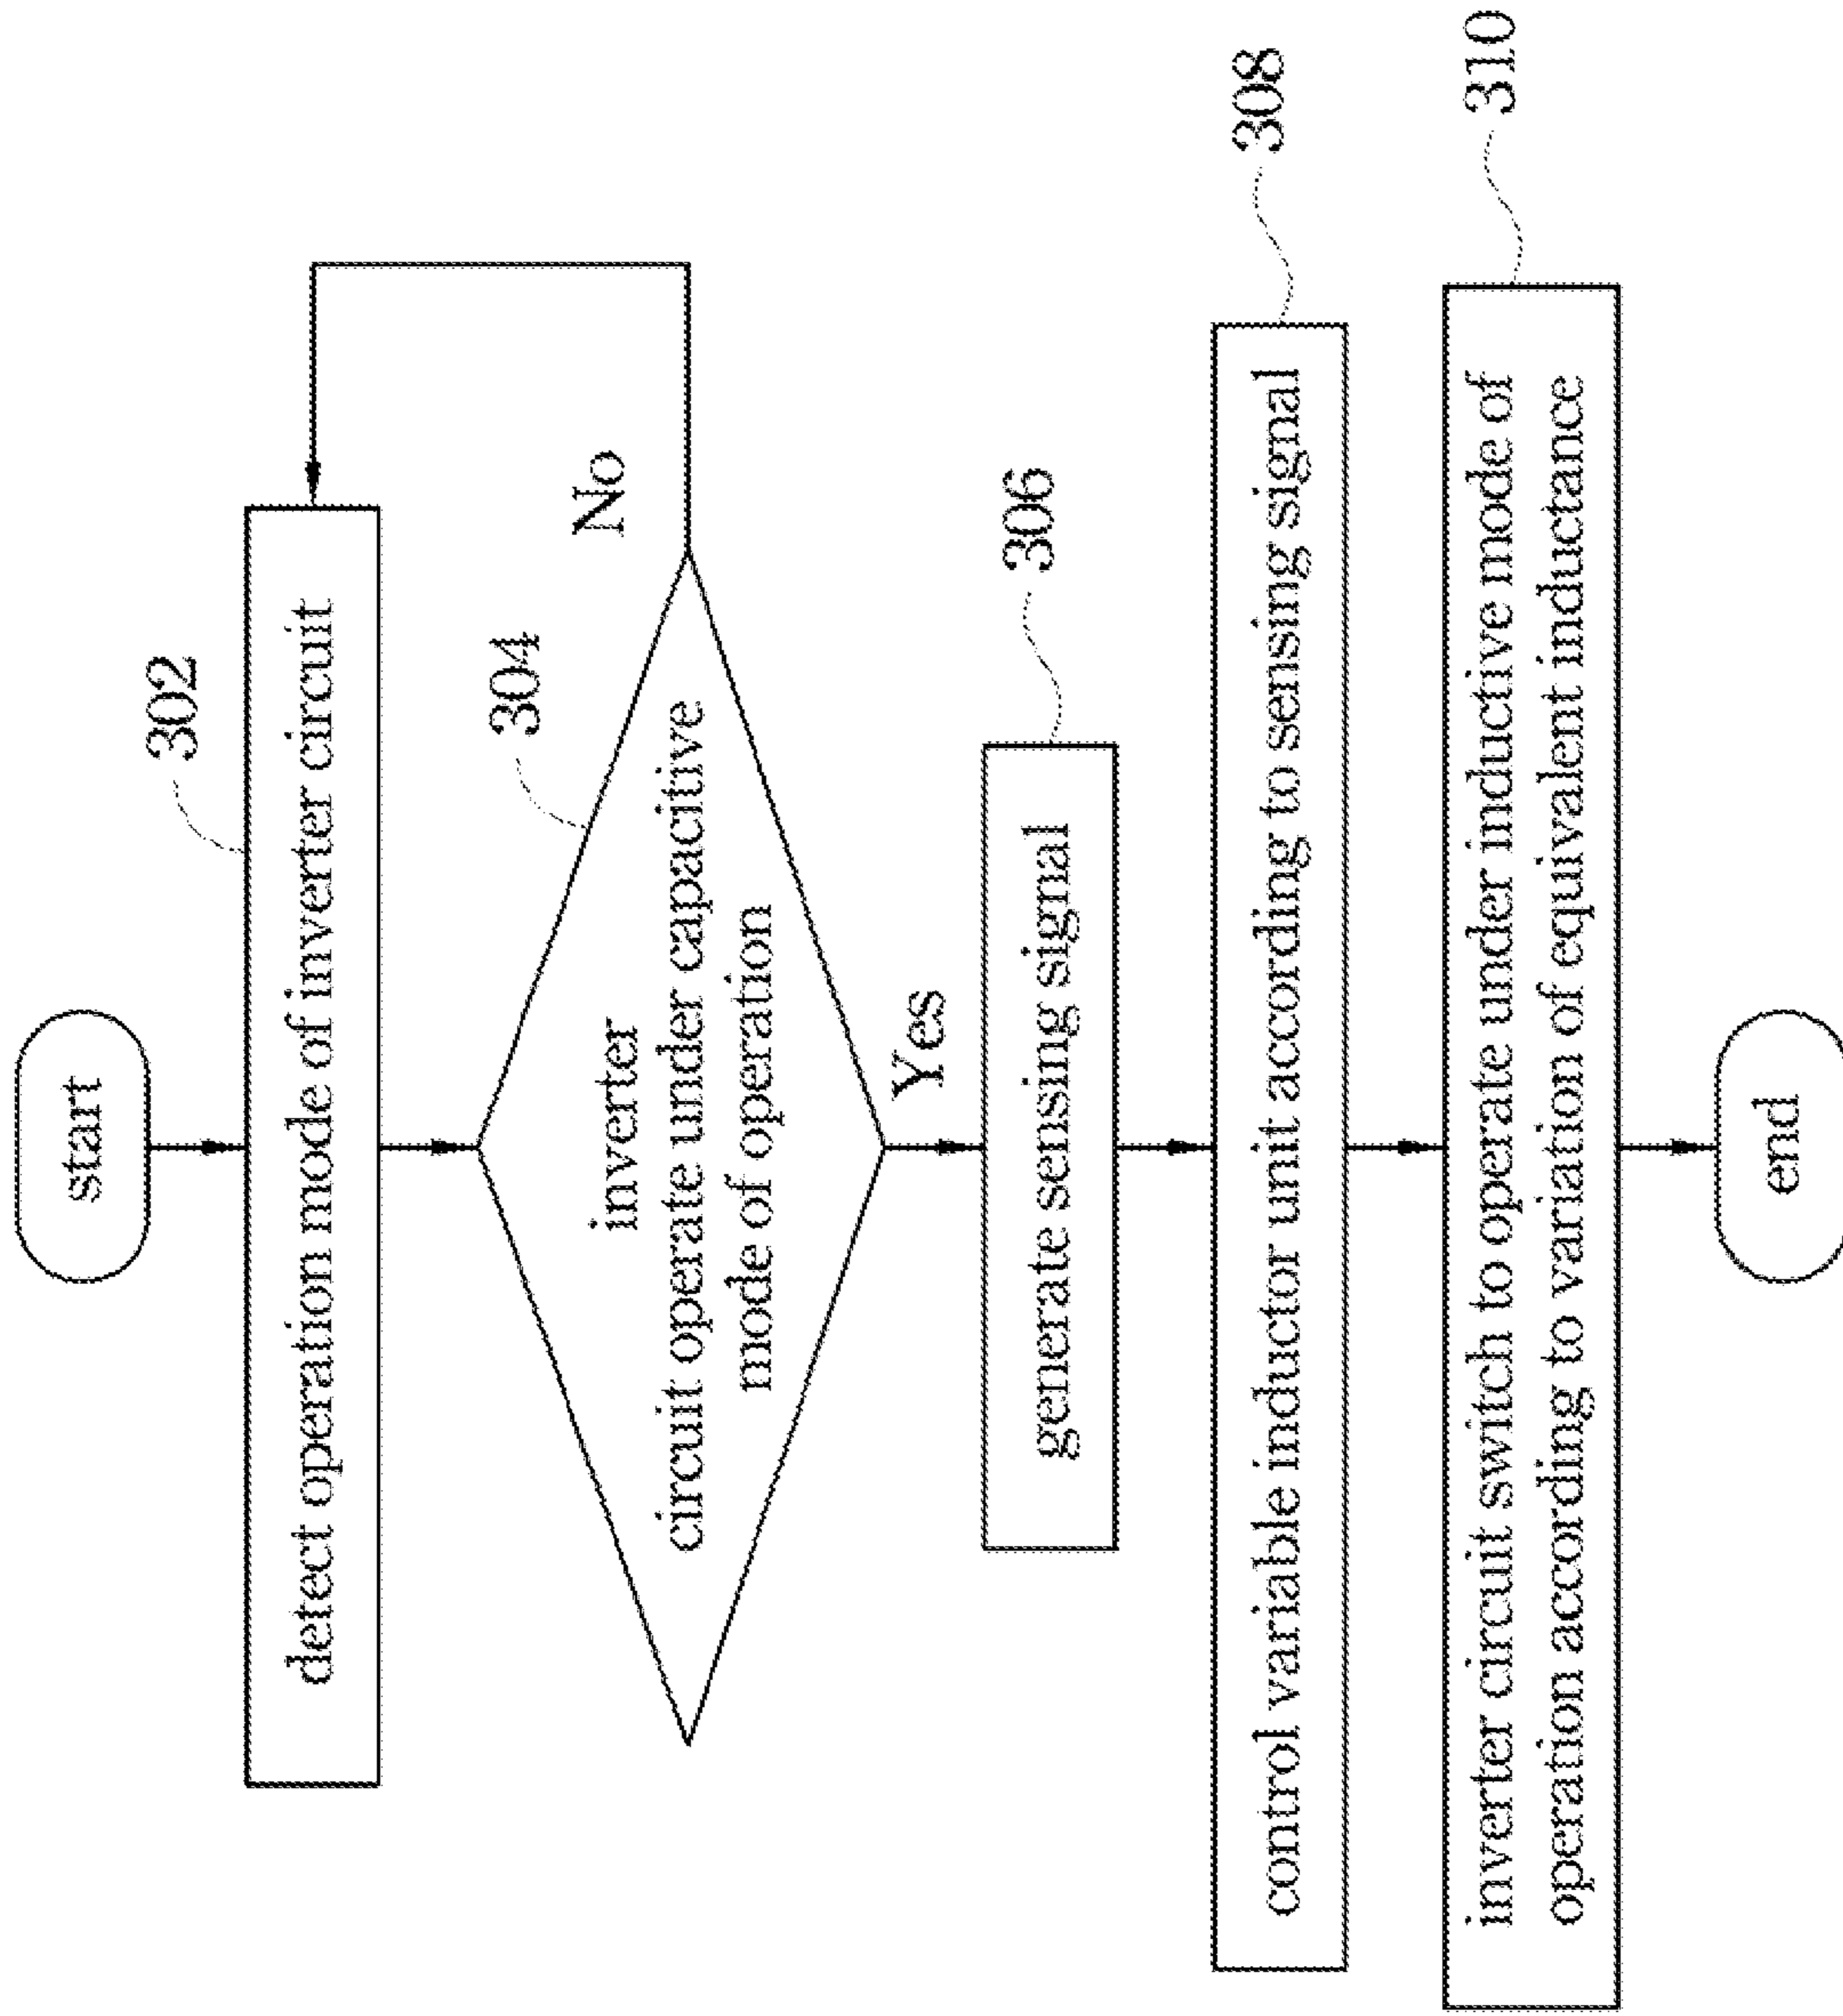 start
302
detect operation mode of inverter circuit
304
inverter
circuit operate under capacitive
mode of operation
No
Yes
306
generate sensing signal
308
control variable inductor unit according to sensing signal
310
inverter circuit switch to operate under inductive mode of
operation according to variation of equivalent inductance
end